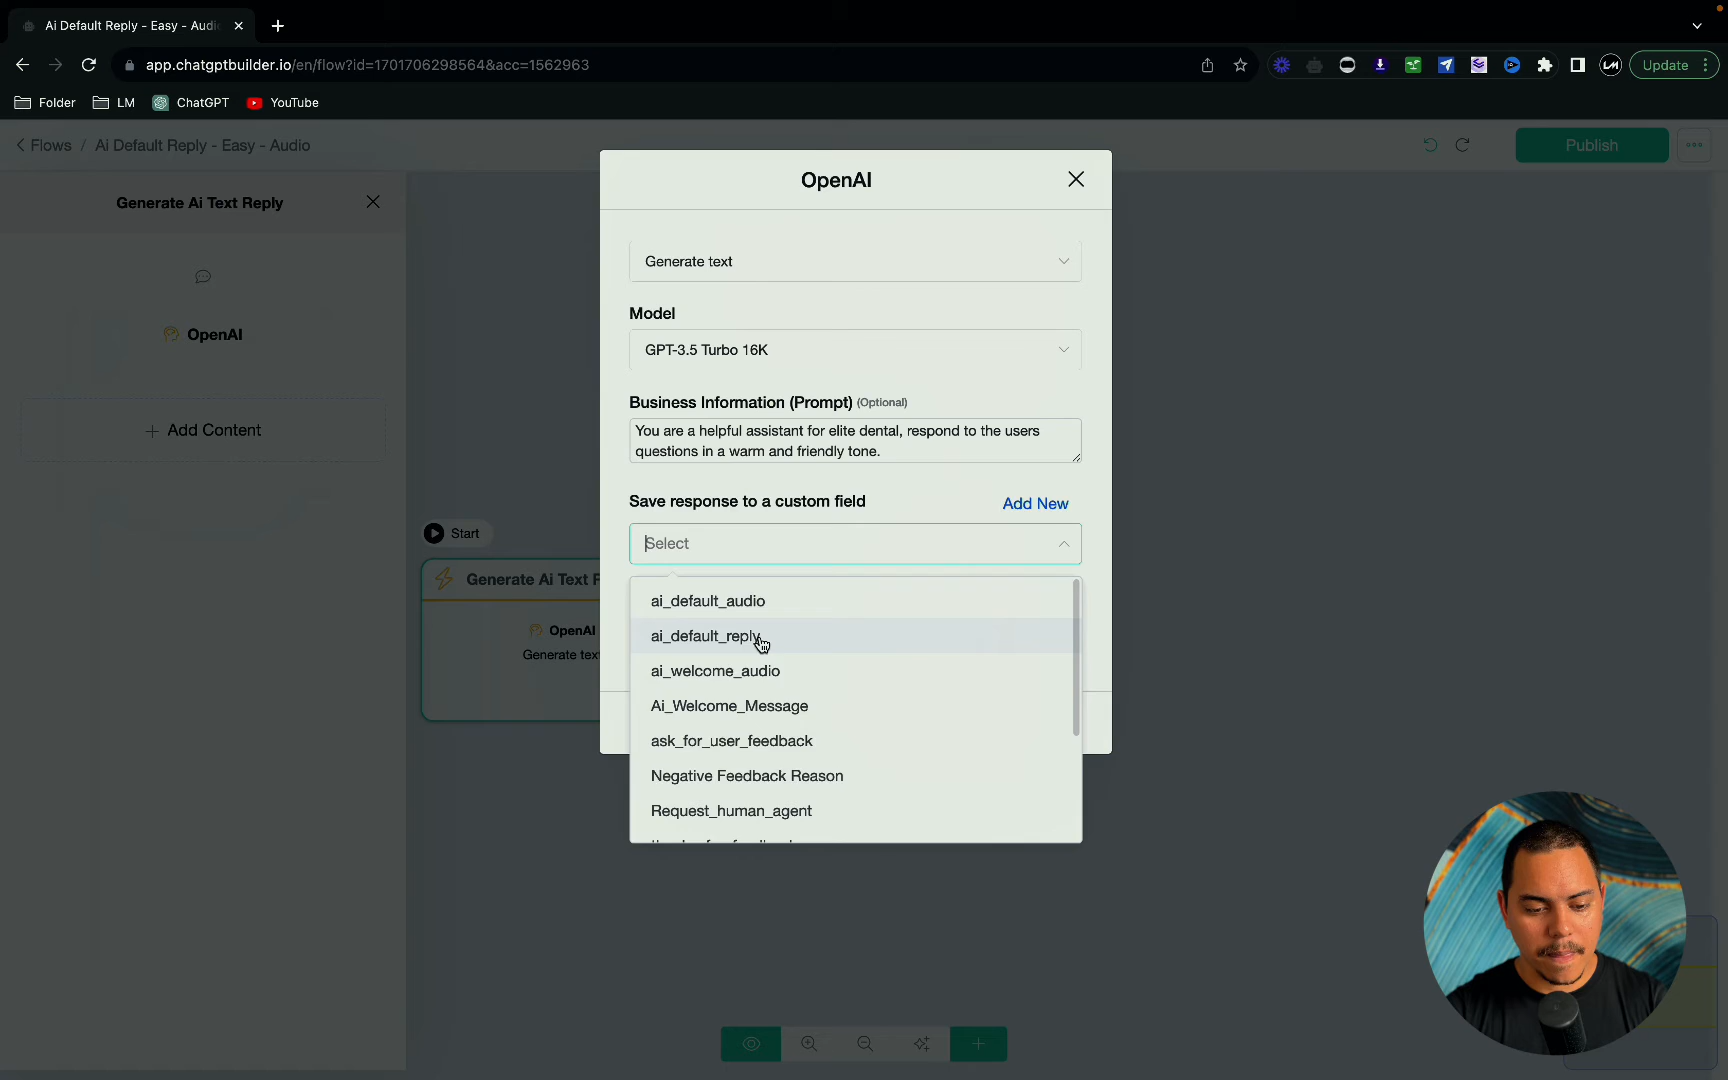 Ai Default Reply - Easy - Audi
app.chatgptbuilder.io/en/flow?id=1701706298564&acc=1562963
Update
Folder
LM
ChatGPT
YouTube
Flows / Ai Default Reply - Easy - Audio
Publish
Generate Ai Text Reply
OpenAI
+ Add Content
Start
Generate Ai Text R
OpenAI
Generate text
OpenAI
Generate text
Model
GPT-3.5 Turbo 16K
Business Information (Prompt) (Optional)
You are a helpful assistant for elite dental, respond to the users
questions in a warm and friendly tone.
Save response to a custom field
Add New
Select
ai_default_audio
ai_default_reply
ai_welcome_audio
Ai_Welcome_Message
ask_for_user_feedback
Negative Feedback Reason
Request_human_agent